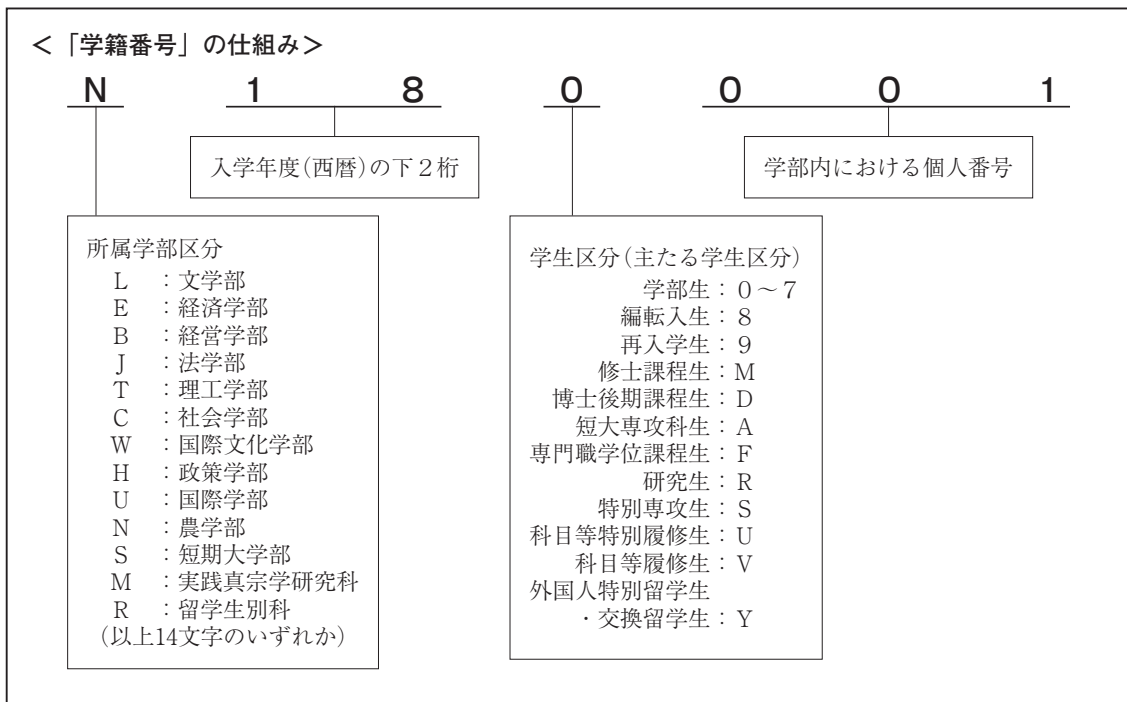 ＜「学籍番号」の仕組み＞
N 1 8 0 0 0 1
入学年度(西暦)の下２桁
学部内における個人番号
所属学部区分
L ：文学部
E ：経済学部
B ：経営学部
J ：法学部
T ：理工学部
C ：社会学部
W ：国際文化学部
H ：政策学部
U ：国際学部
N ：農学部
S ：短期大学部
M ：実践真宗学研究科
R ：留学生別科
（以上14文字のいずれか）
学生区分(主たる学生区分)
学部生：０～７
編転入生：８
再入学生：９
修士課程生：M
博士後期課程生：D
短大専攻科生：A
専門職学位課程生：F
研究生：R
特別専攻生：S
科目等特別履修生：U
科目等履修生：V
外国人特別留学生
・交換留学生：Y